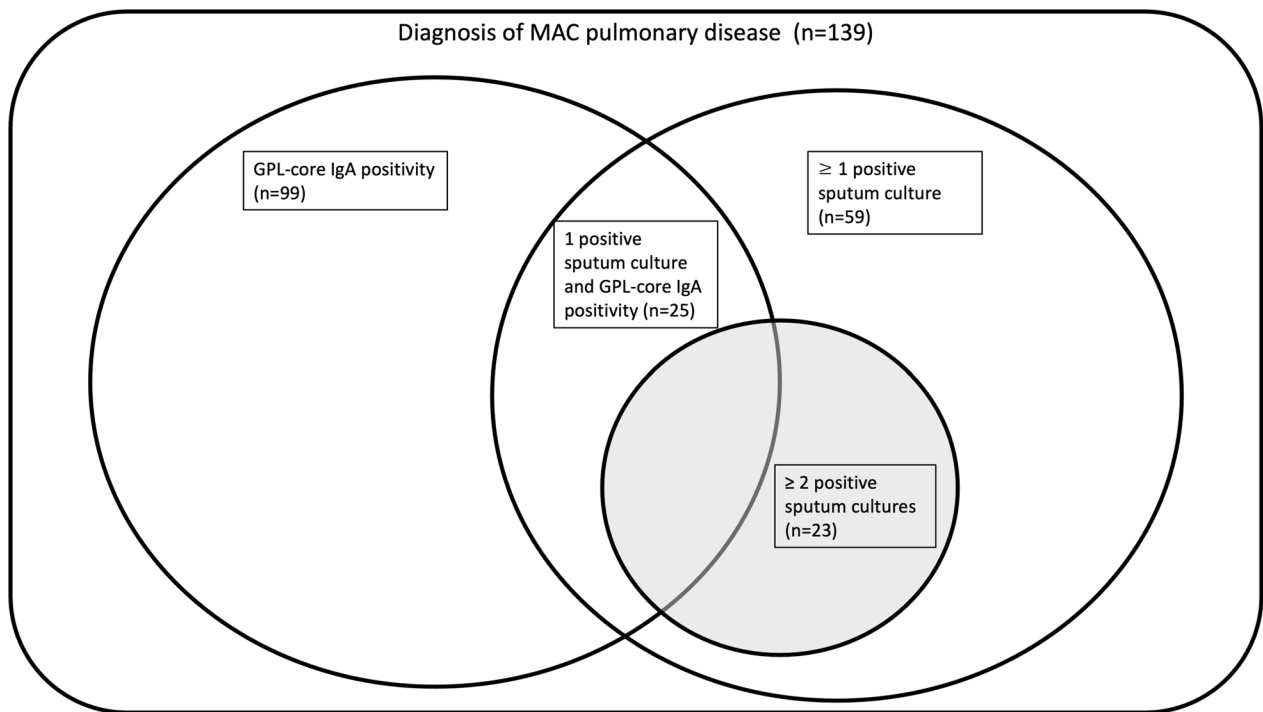 Diagnosis of MAC pulmonary disease (n=139)
GPL-core IgA positivity
(n=99)
≥ 1 positive
sputum culture
(n=59)
1 positive
sputum culture
and GPL-core IgA
positivity (n=25)
≥ 2 positive
sputum cultures
(n=23)